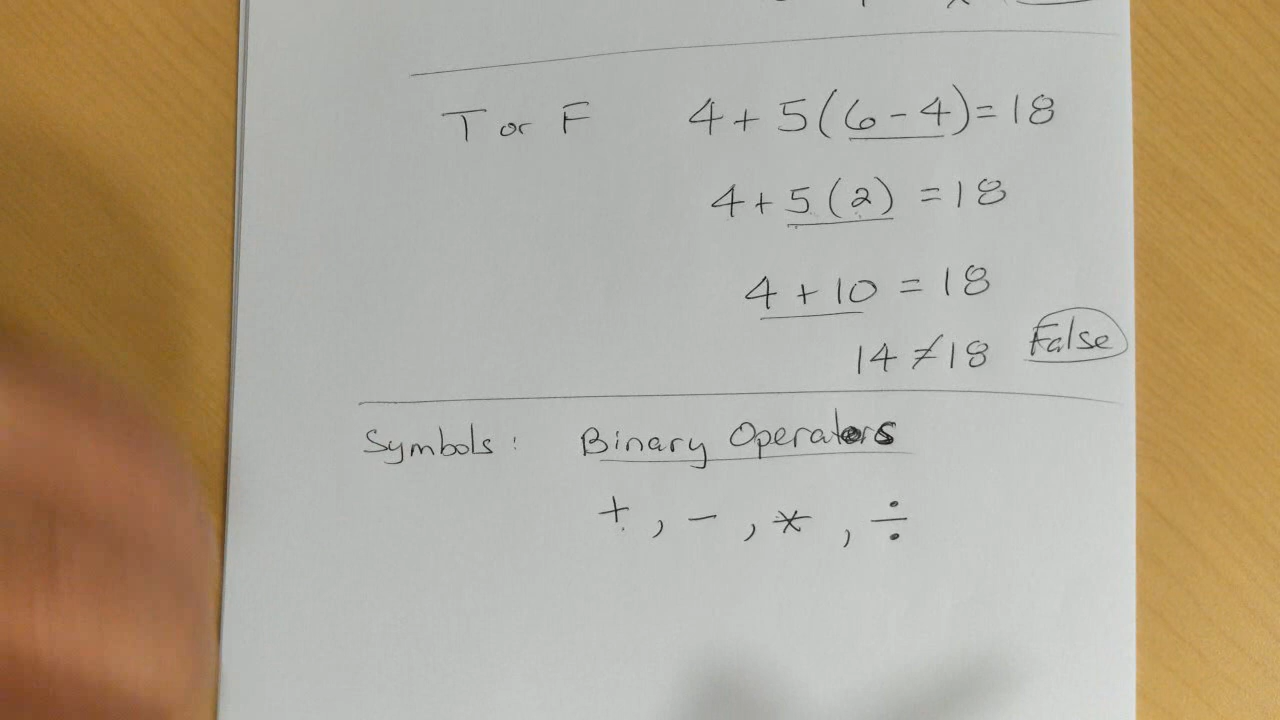 T or F 4 + 5(6 - 4) = 18
4 + 5(2) = 18
4 + 10 = 18
14 ≠ 18 False
Symbols: Binary Operators
+, -, *, ÷